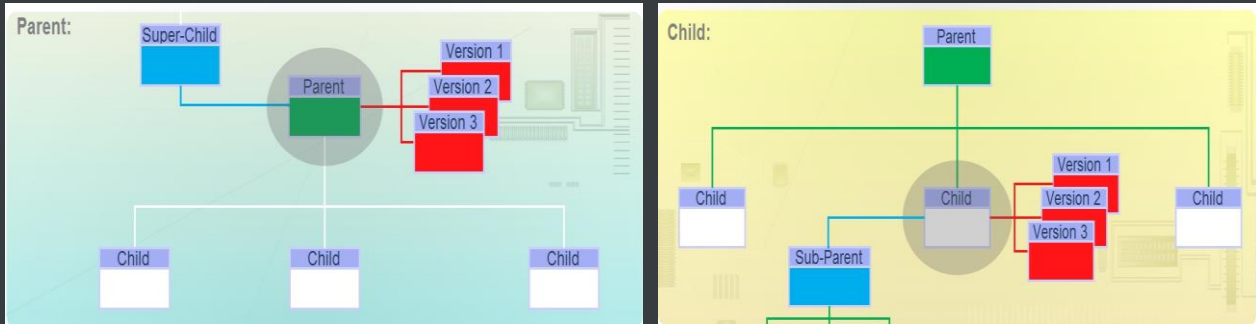 Parent:
Super-Child
Parent
Version 1
Version 2
Version 3
Child
Child
Child
Child:
Parent
Child
Child
Child
Version 1
Version 2
Version 3
Sub-Parent